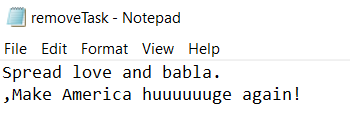 removeTask - Notepad
File Edit Format View Help
Spread love and babla.
,Make America huuuuuuge again!